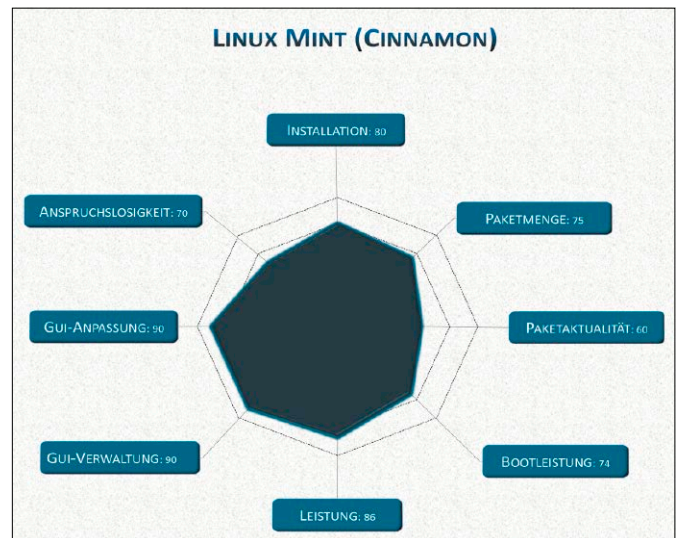 LINUX MINT (CINNAMON)
INSTALLATION: 80
ANSPRUCHSLOSIGKEIT: 70
PAKETMENGE: 75
GUI-ANPASSUNG: 90
PAKETAKTUALITÄT: 60
GUI-VERWALTUNG: 90
BOOTLEISTUNG: 74
LEISTUNG: 86